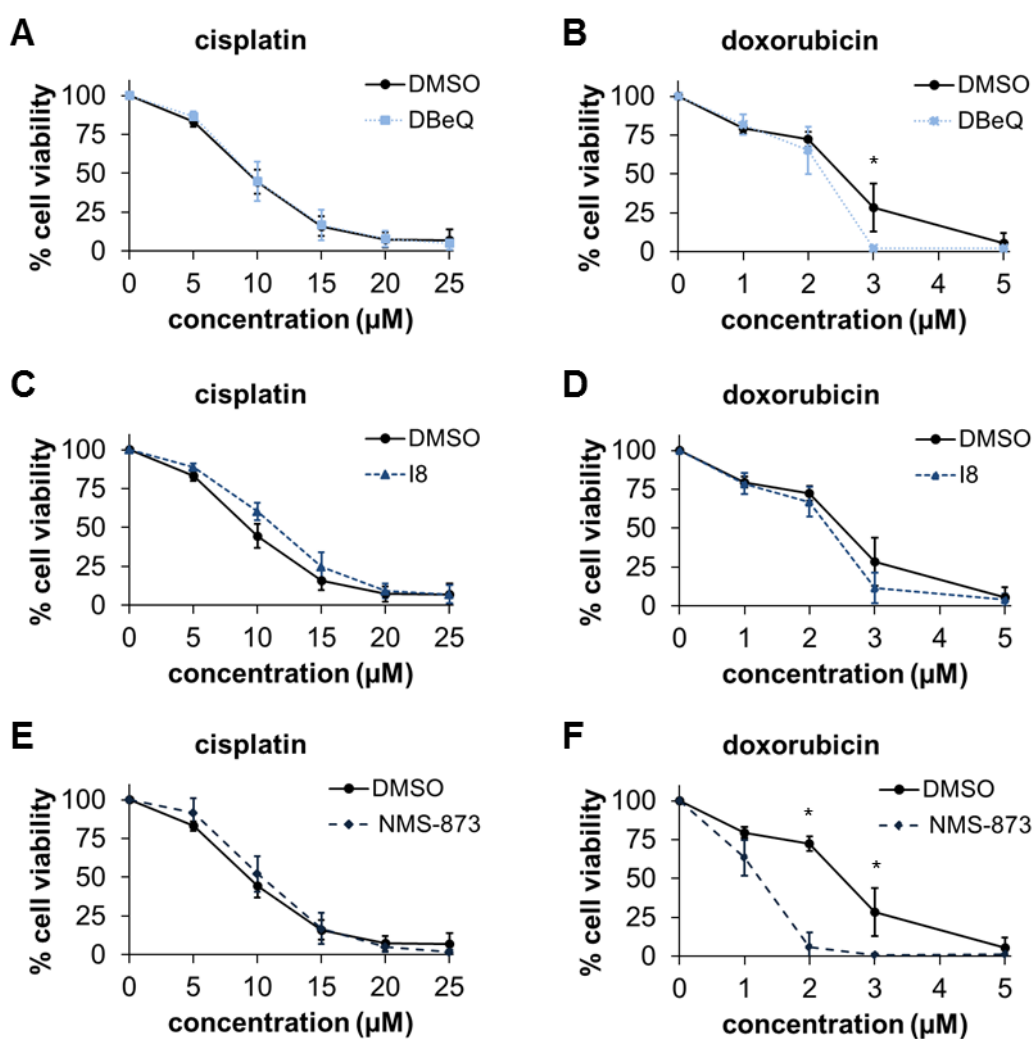 A
cisplatin
DMSO
DBeQ
% cell viability
100
75
50
25
0
0 5 10 15 20 25
concentration (µM)
B
doxorubicin
DMSO
DBeQ
% cell viability
100
75
50
25
0
*
0 1 2 3 4 5
concentration (µM)
C
cisplatin
DMSO
I8
% cell viability
100
75
50
25
0
0 5 10 15 20 25
concentration (µM)
D
doxorubicin
DMSO
I8
% cell viability
100
75
50
25
0
0 1 2 3 4 5
concentration (µM)
E
cisplatin
DMSO
NMS-873
% cell viability
100
75
50
25
0
0 5 10 15 20 25
concentration (µM)
F
doxorubicin
DMSO
NMS-873
% cell viability
100
75
50
25
0
*
*
0 1 2 3 4 5
concentration (µM)